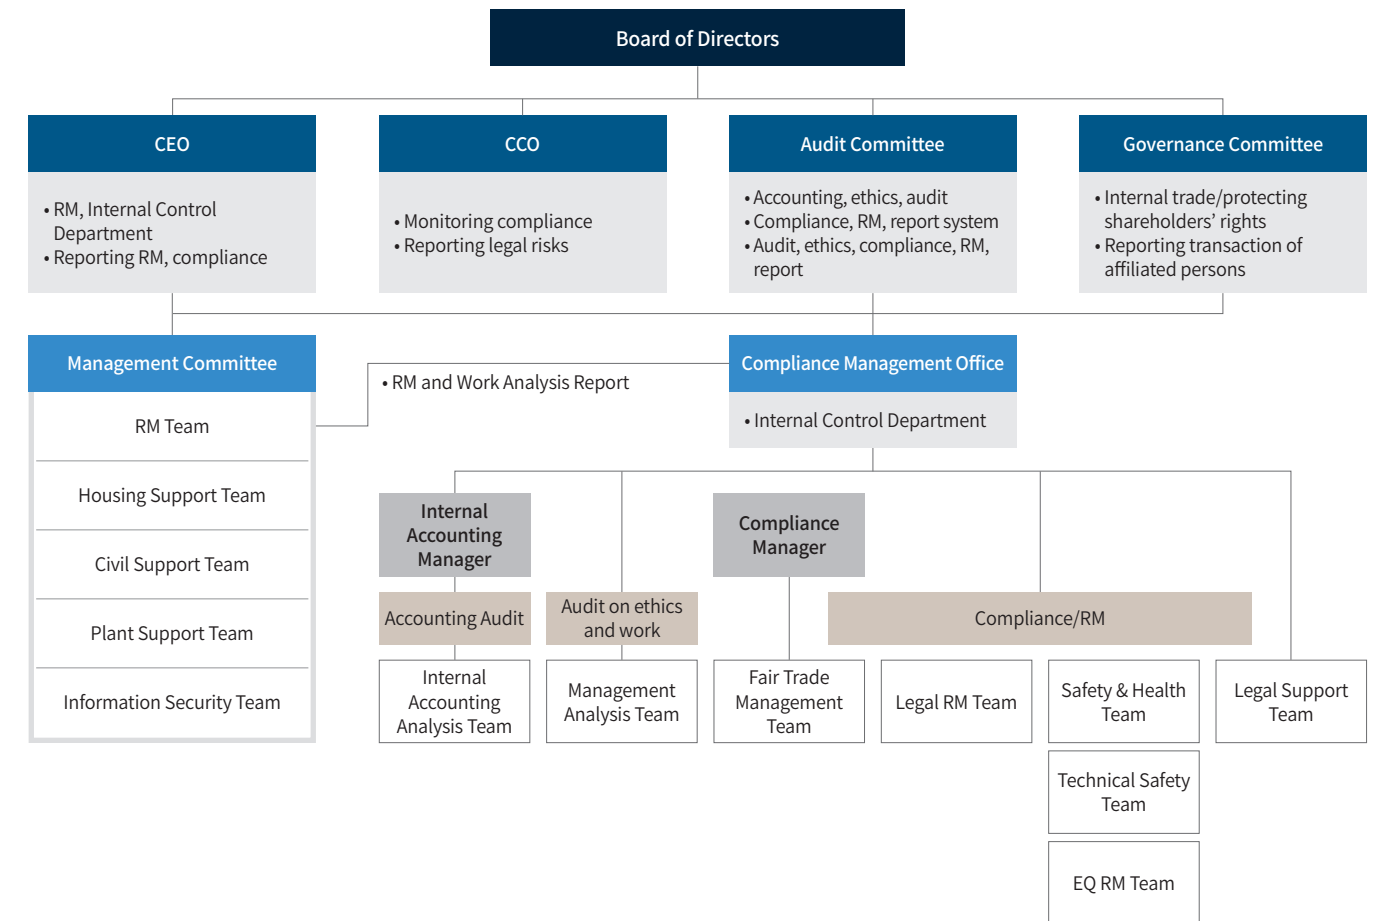 Board of Directors
CEO
• RM, Internal Control
Department
• Reporting RM, compliance
CCO
• Monitoring compliance
• Reporting legal risks
Audit Committee
• Accounting, ethics, audit
• Compliance, RM, report system
• Audit, ethics, compliance, RM,
report
Governance Committee
• Internal trade/protecting
shareholders’ rights
• Reporting transaction of
affiliated persons
Management Committee
RM Team
Housing Support Team
Civil Support Team
Plant Support Team
Information Security Team
• RM and Work Analysis Report
Compliance Management Office
• Internal Control Department
Internal
Accounting
Manager
Compliance
Manager
Accounting Audit
Audit on ethics
and work
Compliance/RM
Internal
Accounting
Analysis Team
Management
Analysis Team
Fair Trade
Management
Team
Legal RM Team
Safety & Health
Team
Legal Support
Team
Technical Safety
Team
EQ RM Team